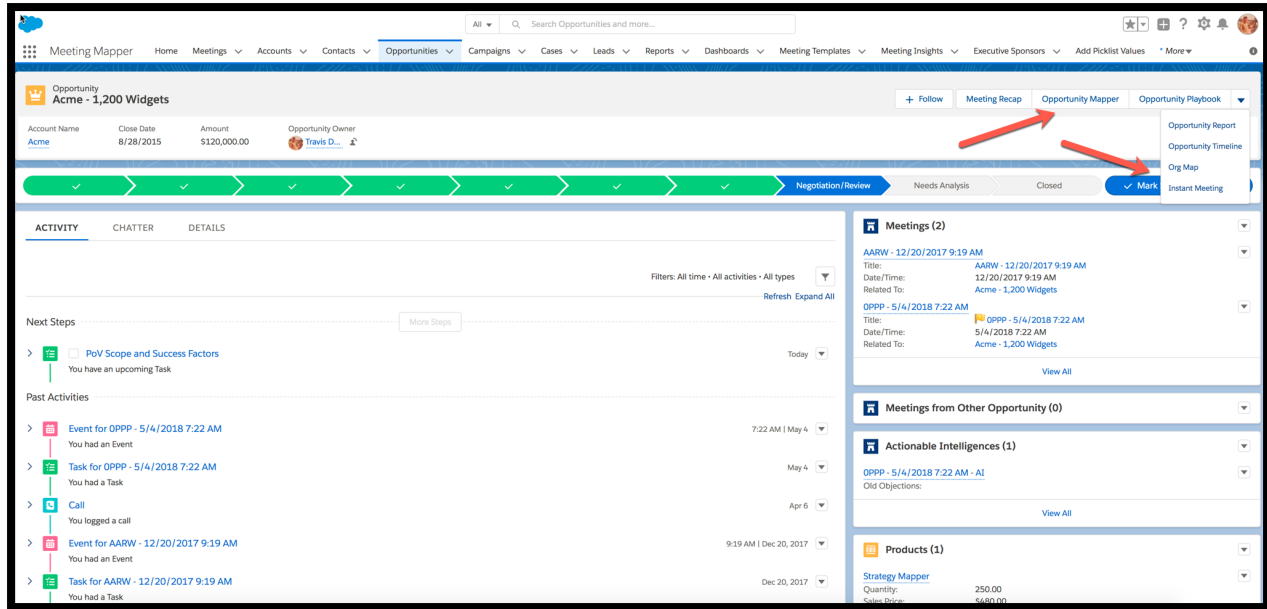 All
Search Opportunities and more...
Meeting Mapper Home Meetings Accounts Contacts Opportunities Campaigns Cases Leads Reports Dashboards Meeting Templates Meeting Insights Executive Sponsors Add Picklist Values * More
Opportunity
Acme - 1,200 Widgets
+ Follow Meeting Recap Opportunity Mapper Opportunity Playbook
Account Name Close Date Amount Opportunity Owner
Acme 8/28/2015 $120,000.00 Travis D...
Opportunity Report
Opportunity Timeline
Org Map
Instant Meeting
Negotiation/Review Needs Analysis Closed Mark
ACTIVITY CHATTER DETAILS
Filters: All time • All activities • All types
Refresh Expand All
Next Steps
More Steps
PoV Scope and Success Factors Today
You have an upcoming Task
Past Activities
Event for 0PPP - 5/4/2018 7:22 AM 7:22 AM | May 4
You had an Event
Task for 0PPP - 5/4/2018 7:22 AM May 4
You had a Task
Call Apr 6
You logged a call
Event for AARW - 12/20/2017 9:19 AM 9:19 AM | Dec 20, 2017
You had an Event
Task for AARW - 12/20/2017 9:19 AM Dec 20, 2017
You had a Task
Meetings (2)
AARW - 12/20/2017 9:19 AM
Title: AARW - 12/20/2017 9:19 AM
Date/Time: 12/20/2017 9:19 AM
Related To: Acme - 1,200 Widgets
0PPP - 5/4/2018 7:22 AM
Title: 0PPP - 5/4/2018 7:22 AM
Date/Time: 5/4/2018 7:22 AM
Related To: Acme - 1,200 Widgets
View All
Meetings from Other Opportunity (0)
Actionable Intelligences (1)
0PPP - 5/4/2018 7:22 AM - AI
Old Objections:
View All
Products (1)
Strategy Mapper
Quantity: 250.00
Sales Price: $480.00